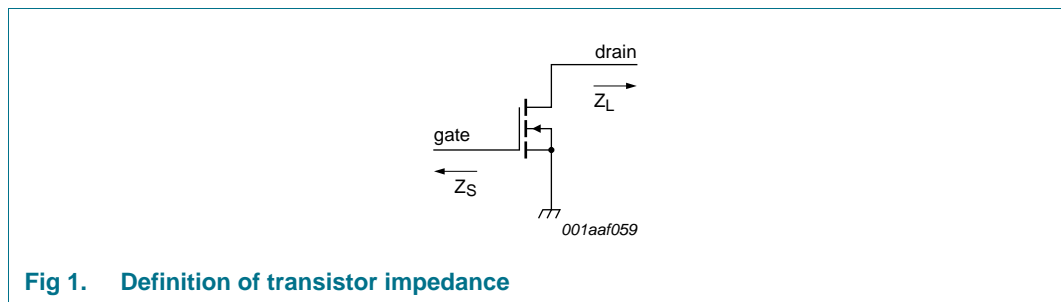 drain
Z_L
gate
Z_S
001aaf059
Fig 1. Definition of transistor impedance